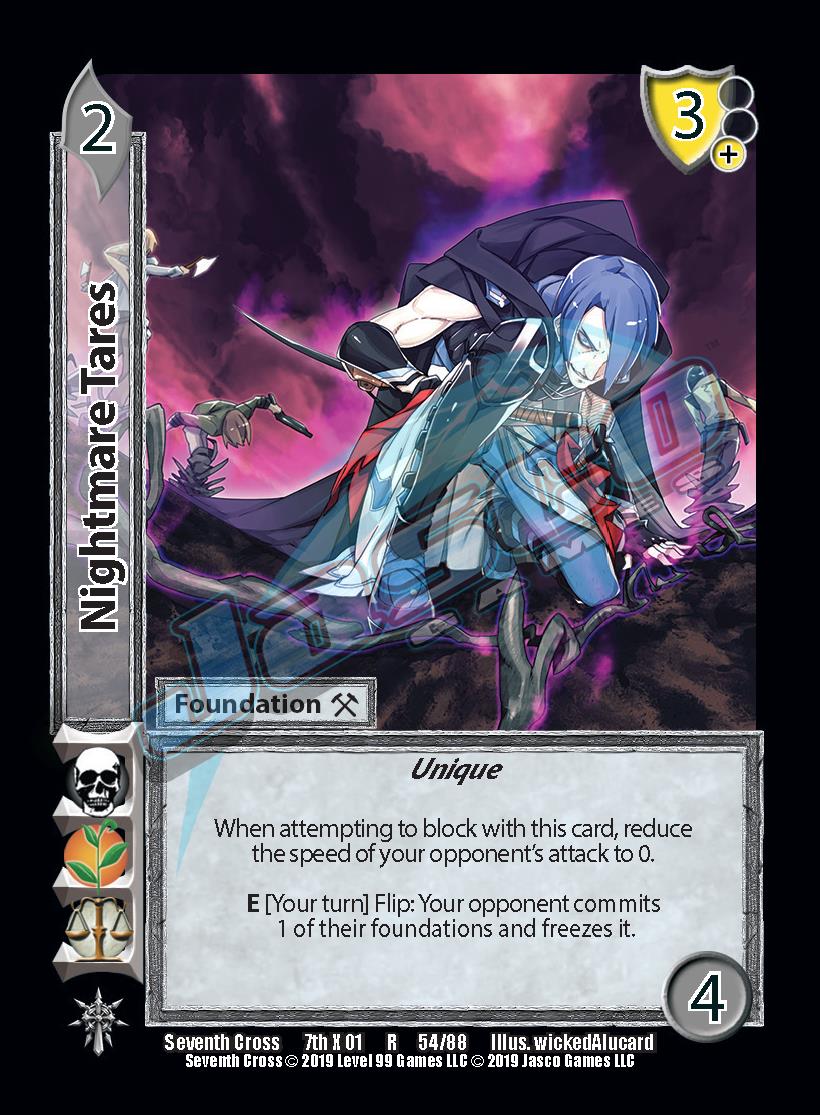 2
3
+
Nightmare Tares
Foundation
Unique
When attempting to block with this card, reduce
the speed of your opponent's attack to 0.
E [Your turn] Flip: Your opponent commits
1 of their foundations and freezes it.
4
Seventh Cross 7th X 01 R 54/88 Illus. wickedAlucard
Seventh Cross © 2019 Level 99 Games LLC © 2019 Jasco Games LLC